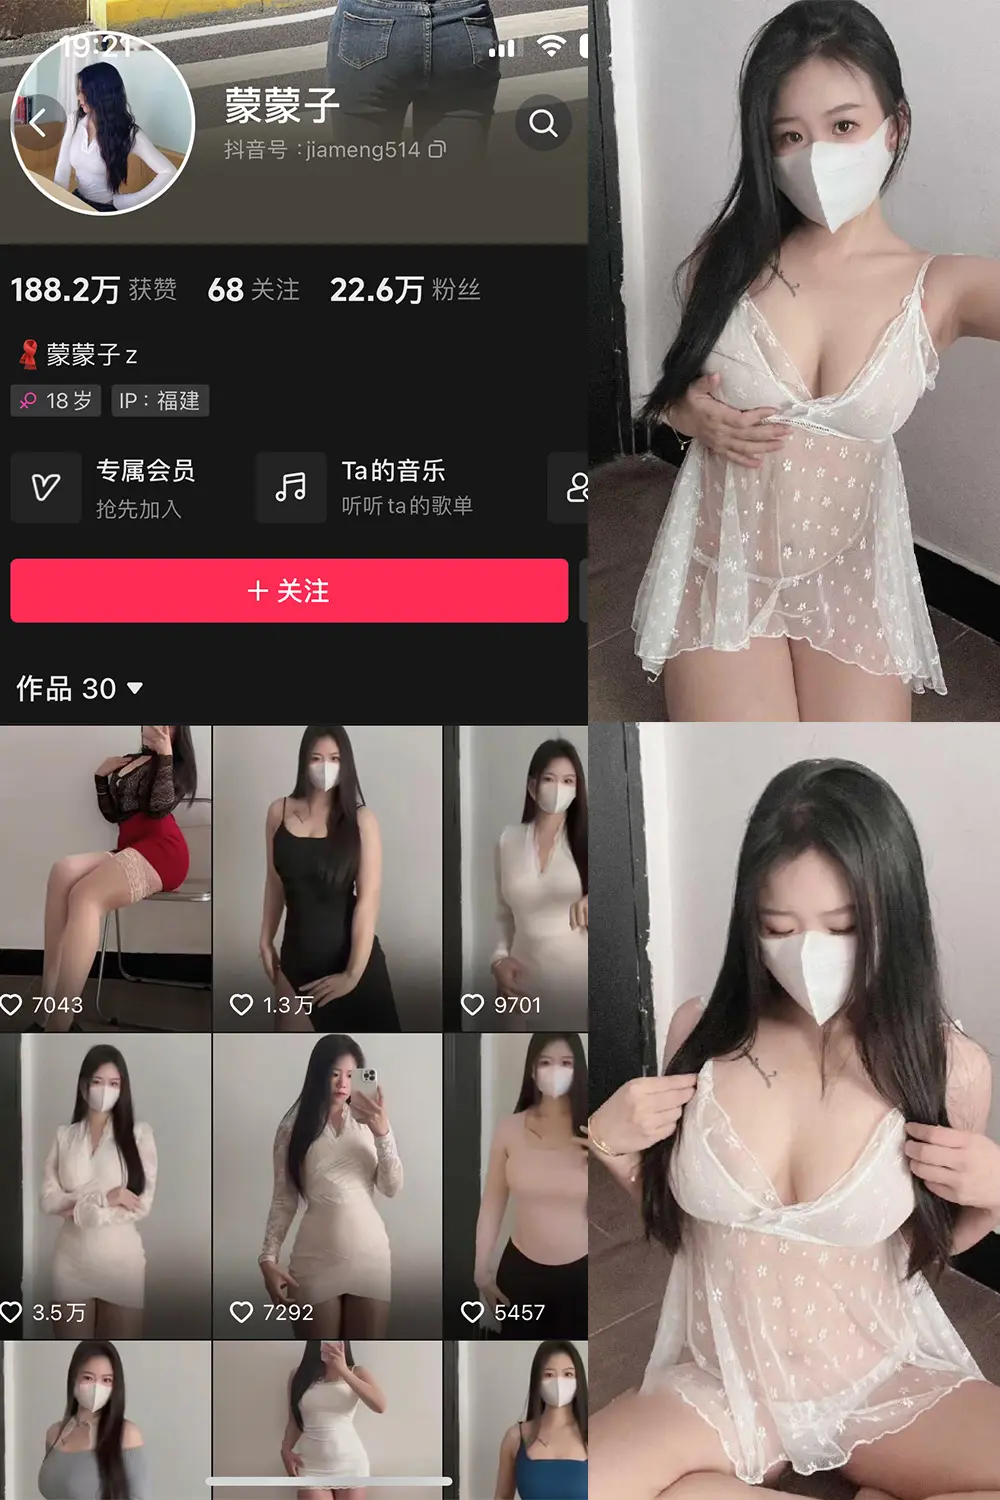 19:21
蒙蒙子
抖音号：jiameng514
188.2万 获赞 68 关注 22.6万 粉丝
蒙蒙子 z
18岁 IP：福建
专属会员
抢先加入
Ta的音乐
听听ta的歌单
+ 关注
作品 30
7043
1.3万
9701
3.5万
7292
5457